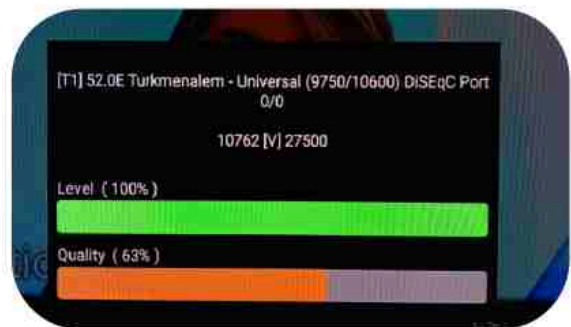 [T1] 52.0E Turkmenalem - Universal (9750/10600) DiSEqC Port
0/0
10762 [V] 27500
Level ( 100% )
Quality ( 63% )